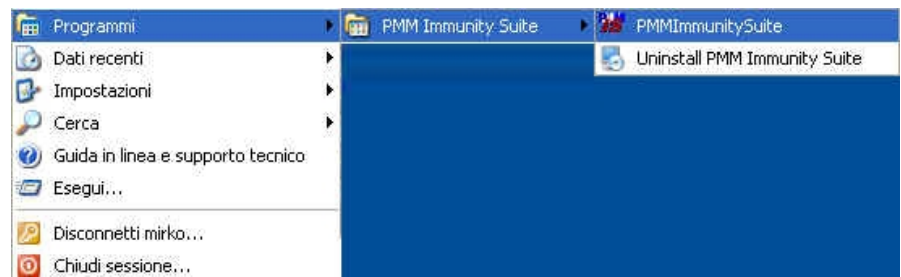 Programmi
PMM Immunity Suite
PMMImmunitySuite
Dati recenti
Uninstall PMM Immunity Suite
Impostazioni
Cerca
Guida in linea e supporto tecnico
Esegui...
Disconnetti mirko...
Chiudi sessione...